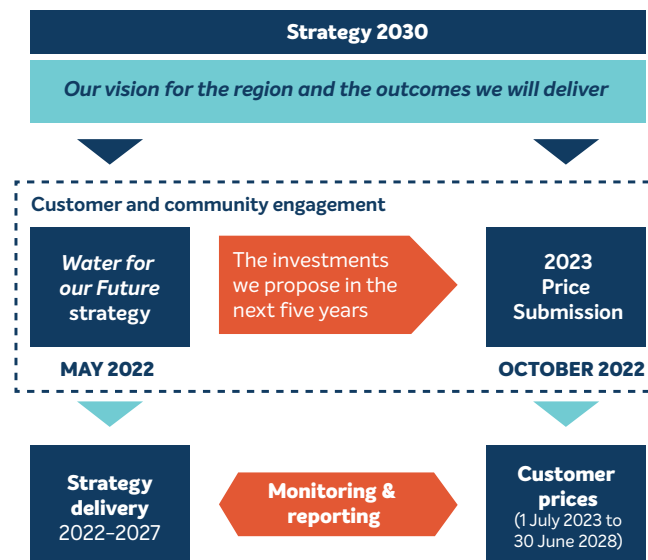 Strategy 2030
Our vision for the region and the outcomes we will deliver
Customer and community engagement
Water for
our Future
strategy
The investments
we propose in the
next five years
2023
Price
Submission
MAY 2022
OCTOBER 2022
Strategy
delivery
2022–2027
Monitoring &
reporting
Customer
prices
(1 July 2023 to
30 June 2028)